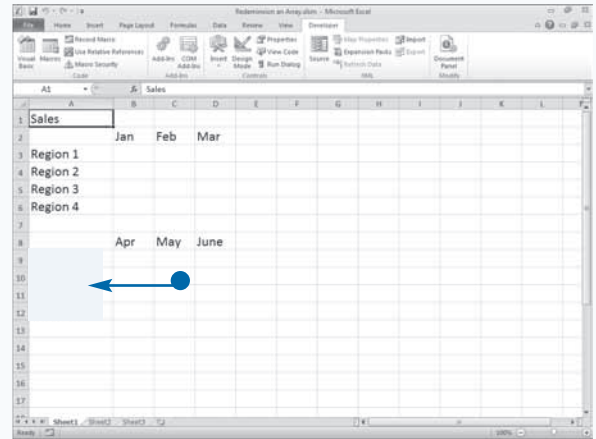 Redimension an Array.xlsm - Microsoft Excel
File Home Insert Page Layout Formulas Data Review View Developer
Visual Basic Macros Record Macro Use Relative References Macro Security
Add-Ins COM Add-Ins
Insert Design Mode Properties View Code Run Dialog
Source Map Properties Expansion Packs Refresh Data Import Export
Document Panel
Code Add-Ins Controls XML Modify
A1 fx Sales
A B C D E F G H I J K L
1 Sales
2 Jan Feb Mar
3 Region 1
4 Region 2
5 Region 3
6 Region 4
7
8 Apr May June
9
10
11
12
13
14
15
16
17
Sheet1 Sheet2 Sheet3
Ready 100%